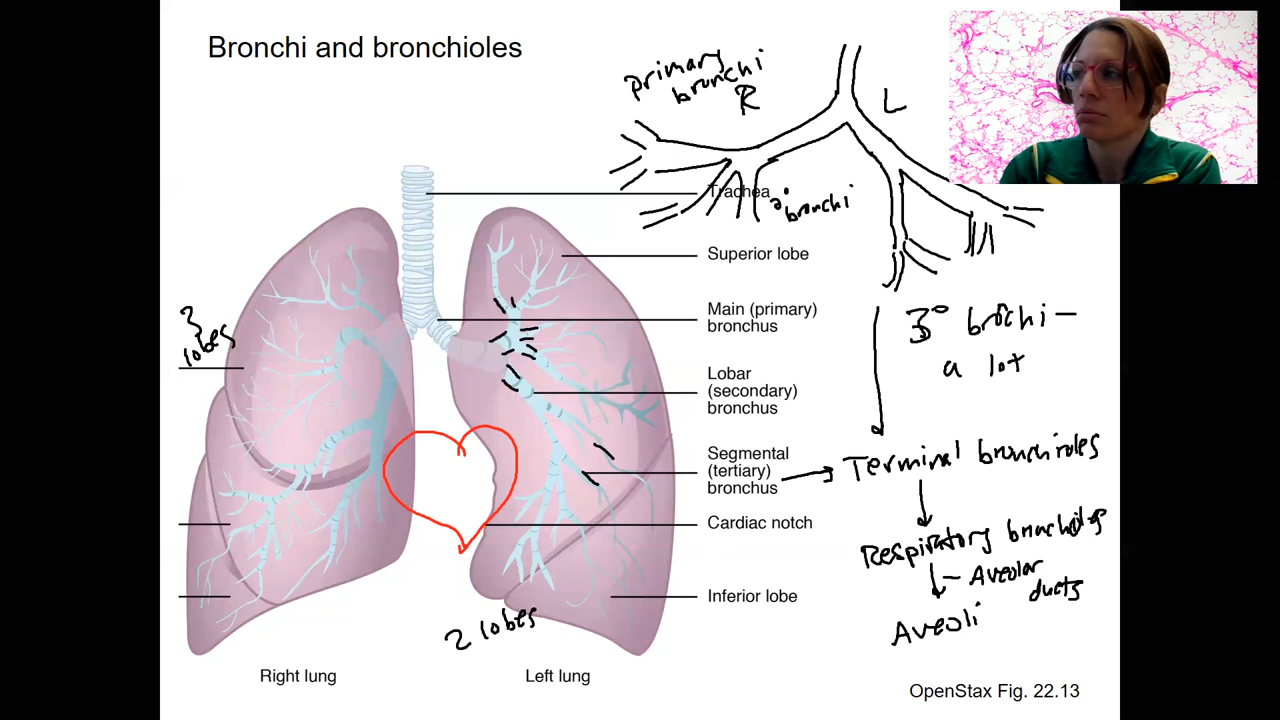 Bronchi and bronchioles
primary
bronchi
R
L
Trachea
2° bronchi
Superior lobe
3 lobes
Main (primary)
bronchus
3° brochi –
a lot
Lobar
(secondary)
bronchus
Segmental
(tertiary)
bronchus
Terminal bronchioles
Cardiac notch
Respiratory bronchioles
Aveolar
ducts
Inferior lobe
Aveoli
2 lobes
Right lung
Left lung
OpenStax Fig. 22.13